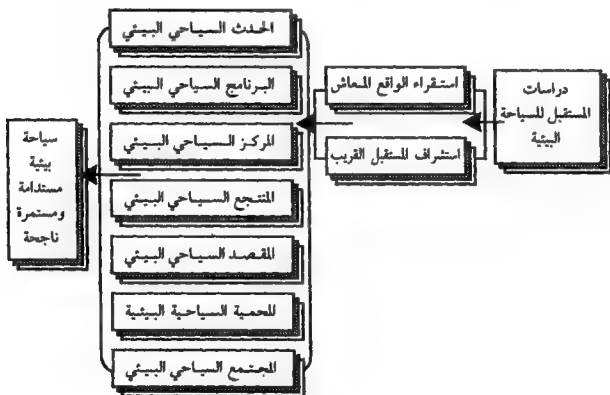 دراسات
المستقبل للسياحة
البيئية
استقراء الواقع المعاش
استشراف المستقبل القريب
الحدث السياحي البيئي
البرنامج السياحي البيئي
المركز السياحي البيئي
المنتجع السياحي البيئي
المقصد السياحي البيئي
المحمية السياحية البيئية
المجتمع السياحي البيئي
سياحة
بيئية
مستدامة
ومستمرة
ناجحة